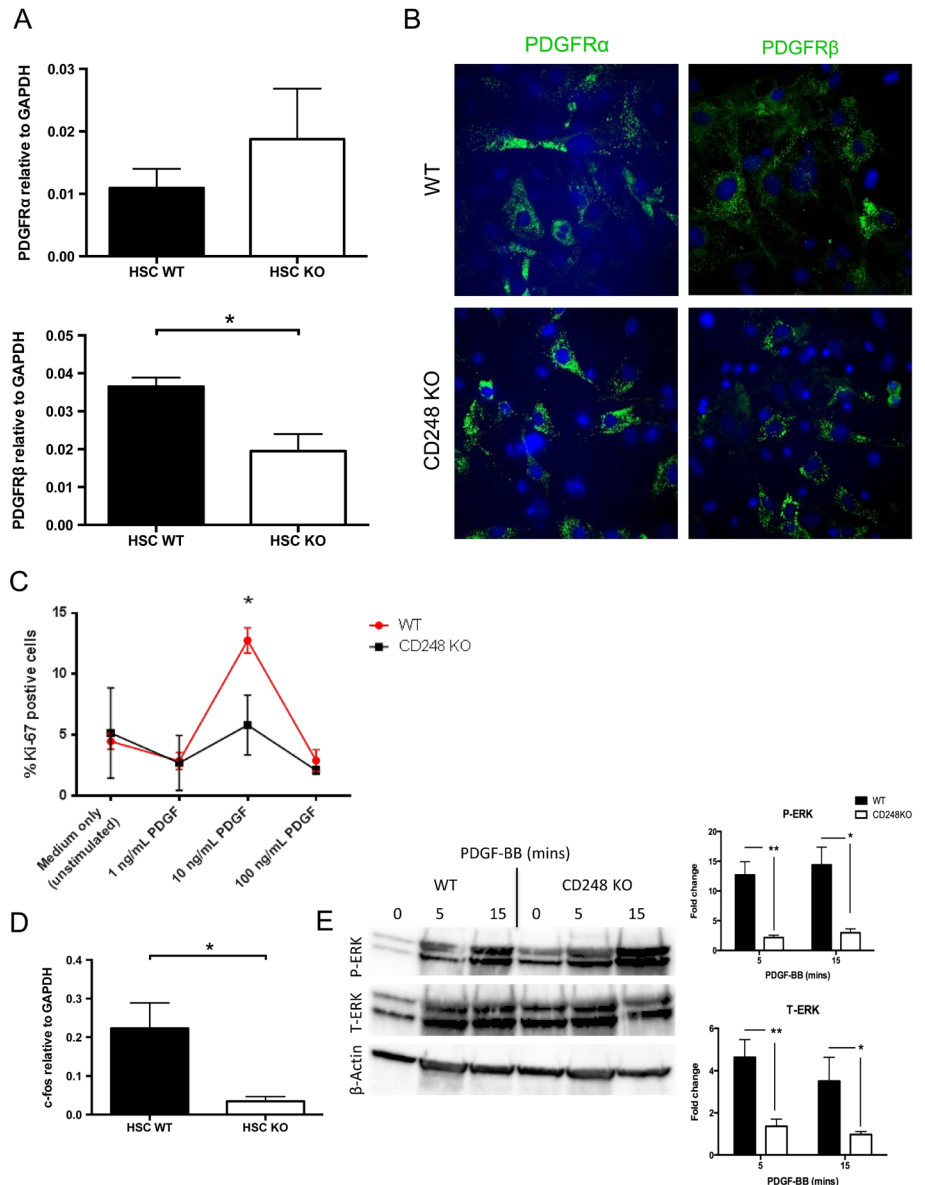 A
PDGFRα relative to GAPDH
0.03
0.02
0.01
0.00
HSC WT
HSC KO
PDGFRβ relative to GAPDH
0.05
0.04
0.03
0.02
0.01
0.00
*
HSC WT
HSC KO
B
PDGFRα
PDGFRβ
WT
CD248 KO
C
%Ki-67 postive cells
15
10
5
0
*
Medium only
(unstimulated)
1 ng/mL PDGF
10 ng/mL PDGF
100 ng/mL PDGF
WT
CD248 KO
D
c-fos relative to GAPDH
0.4
0.3
0.2
0.1
0.0
*
HSC WT
HSC KO
E
PDGF-BB (mins)
WT
CD248 KO
0
5
15
0
5
15
P-ERK
T-ERK
β-Actin
P-ERK
WT
CD248KO
Fold change
20
15
10
5
0
**
*
5
15
PDGF-BB (mins)
T-ERK
Fold change
6
4
2
0
**
*
5
15
PDGF-BB (mins)